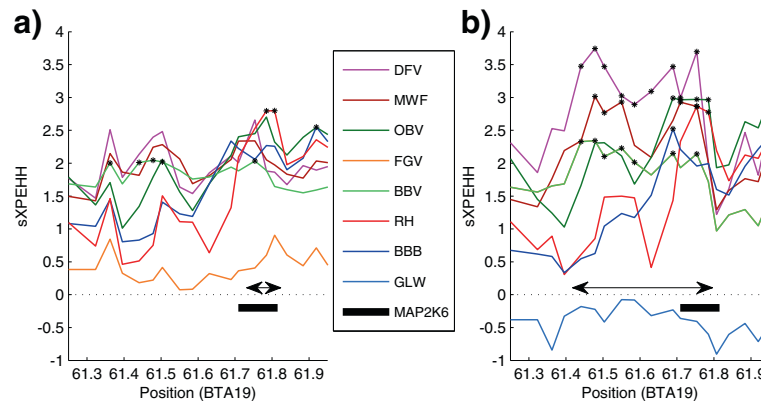 a)
sXPEHH
4
3.5
3
2.5
2
1.5
1
0.5
0
-0.5
-1
61.3 61.4 61.5 61.6 61.7 61.8 61.9
Position (BTA19)
DFV
MWF
OBV
FGV
BBV
RH
BBB
GLW
MAP2K6
b)
sXPEHH
4
3.5
3
2.5
2
1.5
1
0.5
0
-0.5
-1
61.3 61.4 61.5 61.6 61.7 61.8 61.9
Position (BTA19)